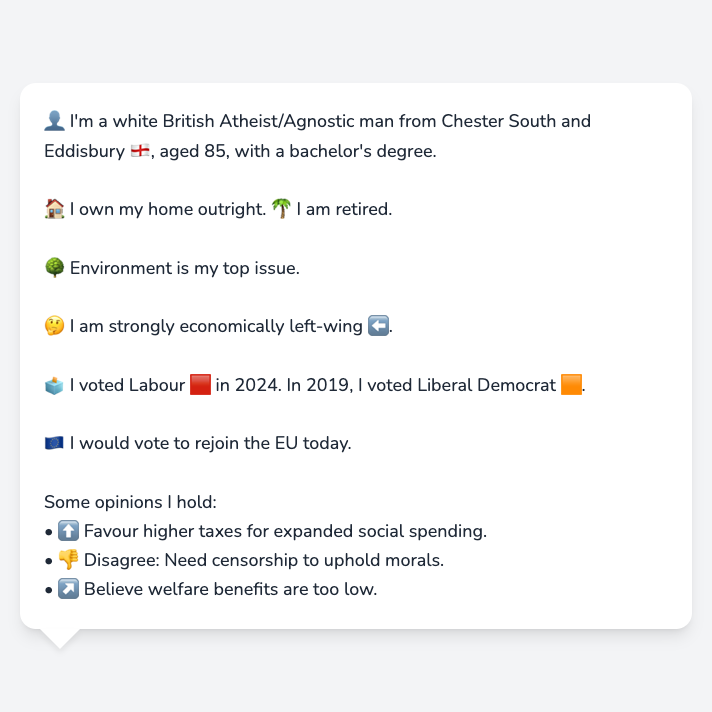 👤 I'm a white British Atheist/Agnostic man from Chester South and
Eddisbury 🏴󠁧󠁢󠁥󠁮󠁧󠁿, aged 85, with a bachelor's degree.
🏠 I own my home outright. 🌴 I am retired.
🌳 Environment is my top issue.
🤔 I am strongly economically left-wing ⬅️.
🗳️ I voted Labour 🟥 in 2024. In 2019, I voted Liberal Democrat 🟧.
🇪🇺 I would vote to rejoin the EU today.
Some opinions I hold:
• ⬆️ Favour higher taxes for expanded social spending.
• 👎 Disagree: Need censorship to uphold morals.
• ↗️ Believe welfare benefits are too low.